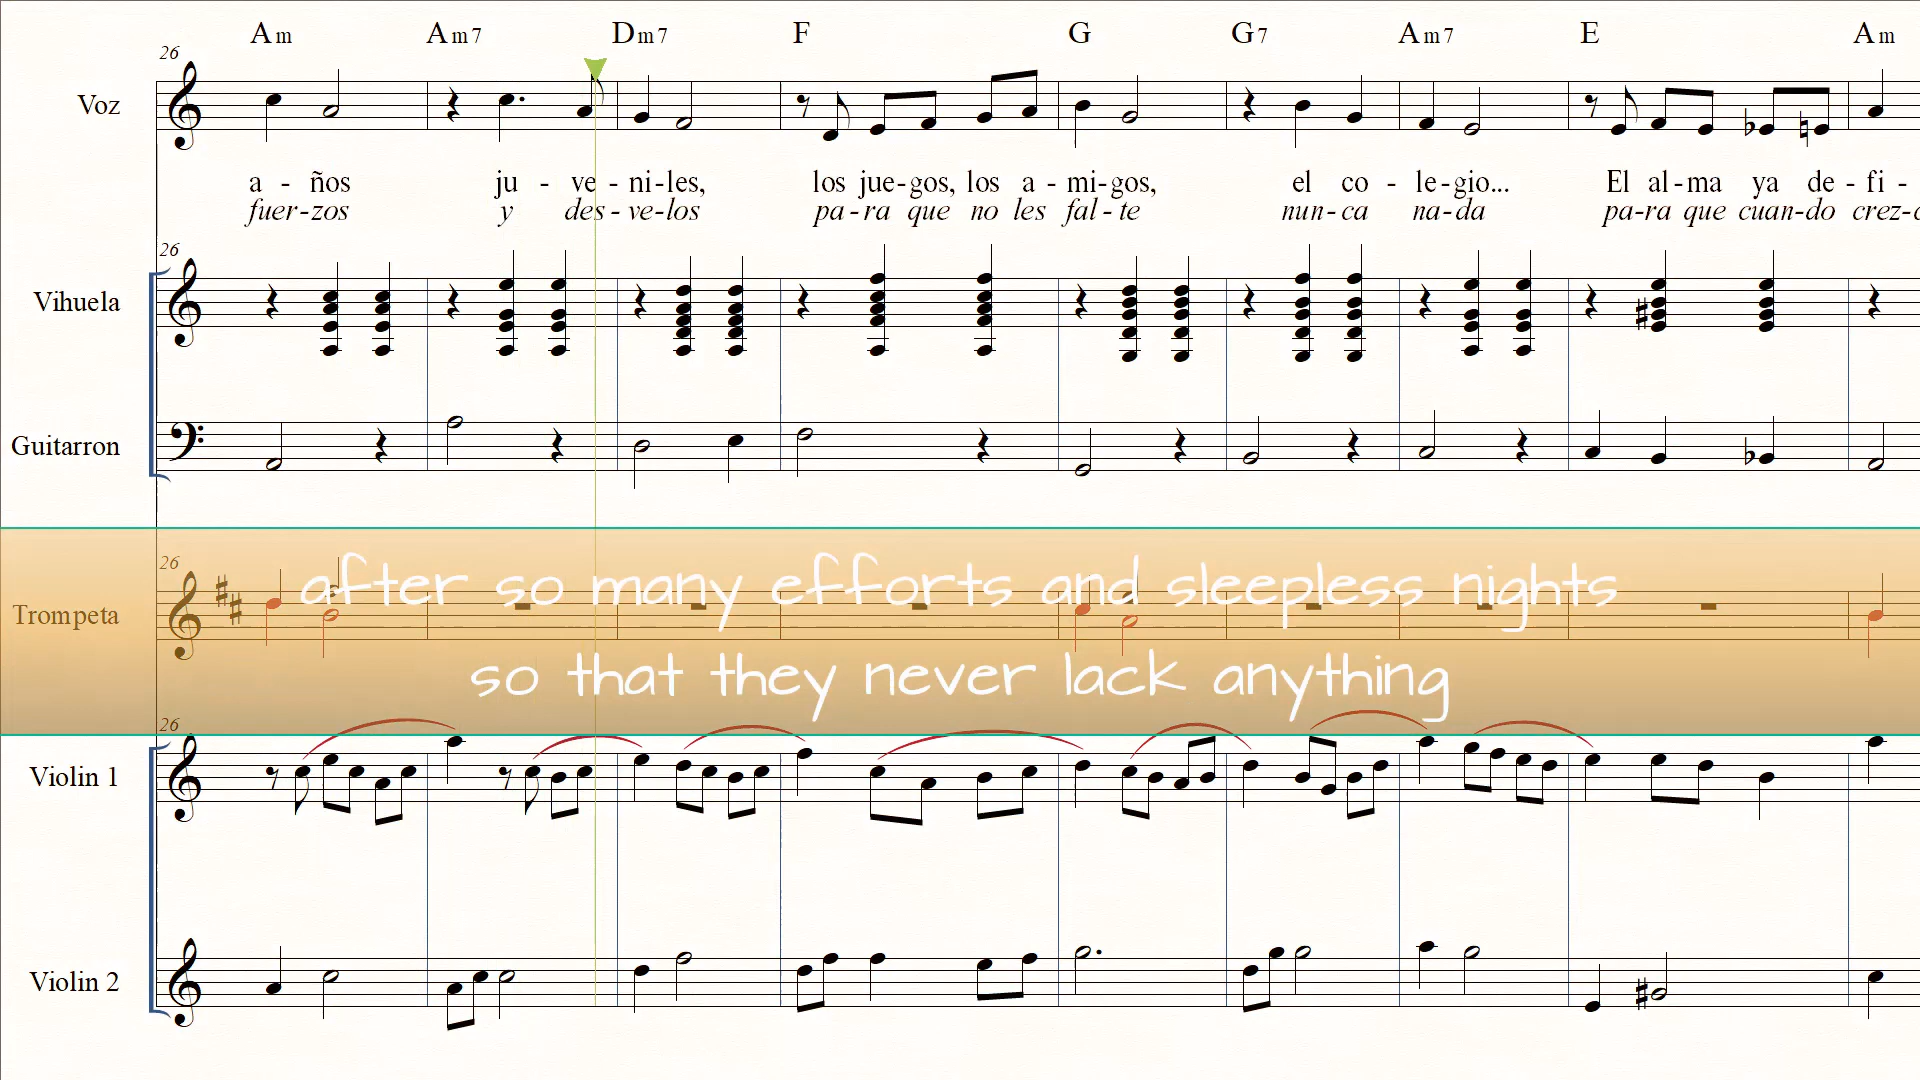 Am Am7 Dm7 F G G7 Am7 E Am
26
Voz
a - ños ju - ve - ni-les, los jue-gos, los a - mi-gos, el co - le-gio... El al-ma ya de - fi -
fuer-zos y des-ve-los pa-ra que no les fal-te nun-ca na-da pa-ra que cuan-do crez-c
26
Vihuela
Guitarron
26
Trompeta
after so many efforts and sleepless nights
so that they never lack anything
26
Violin 1
Violin 2